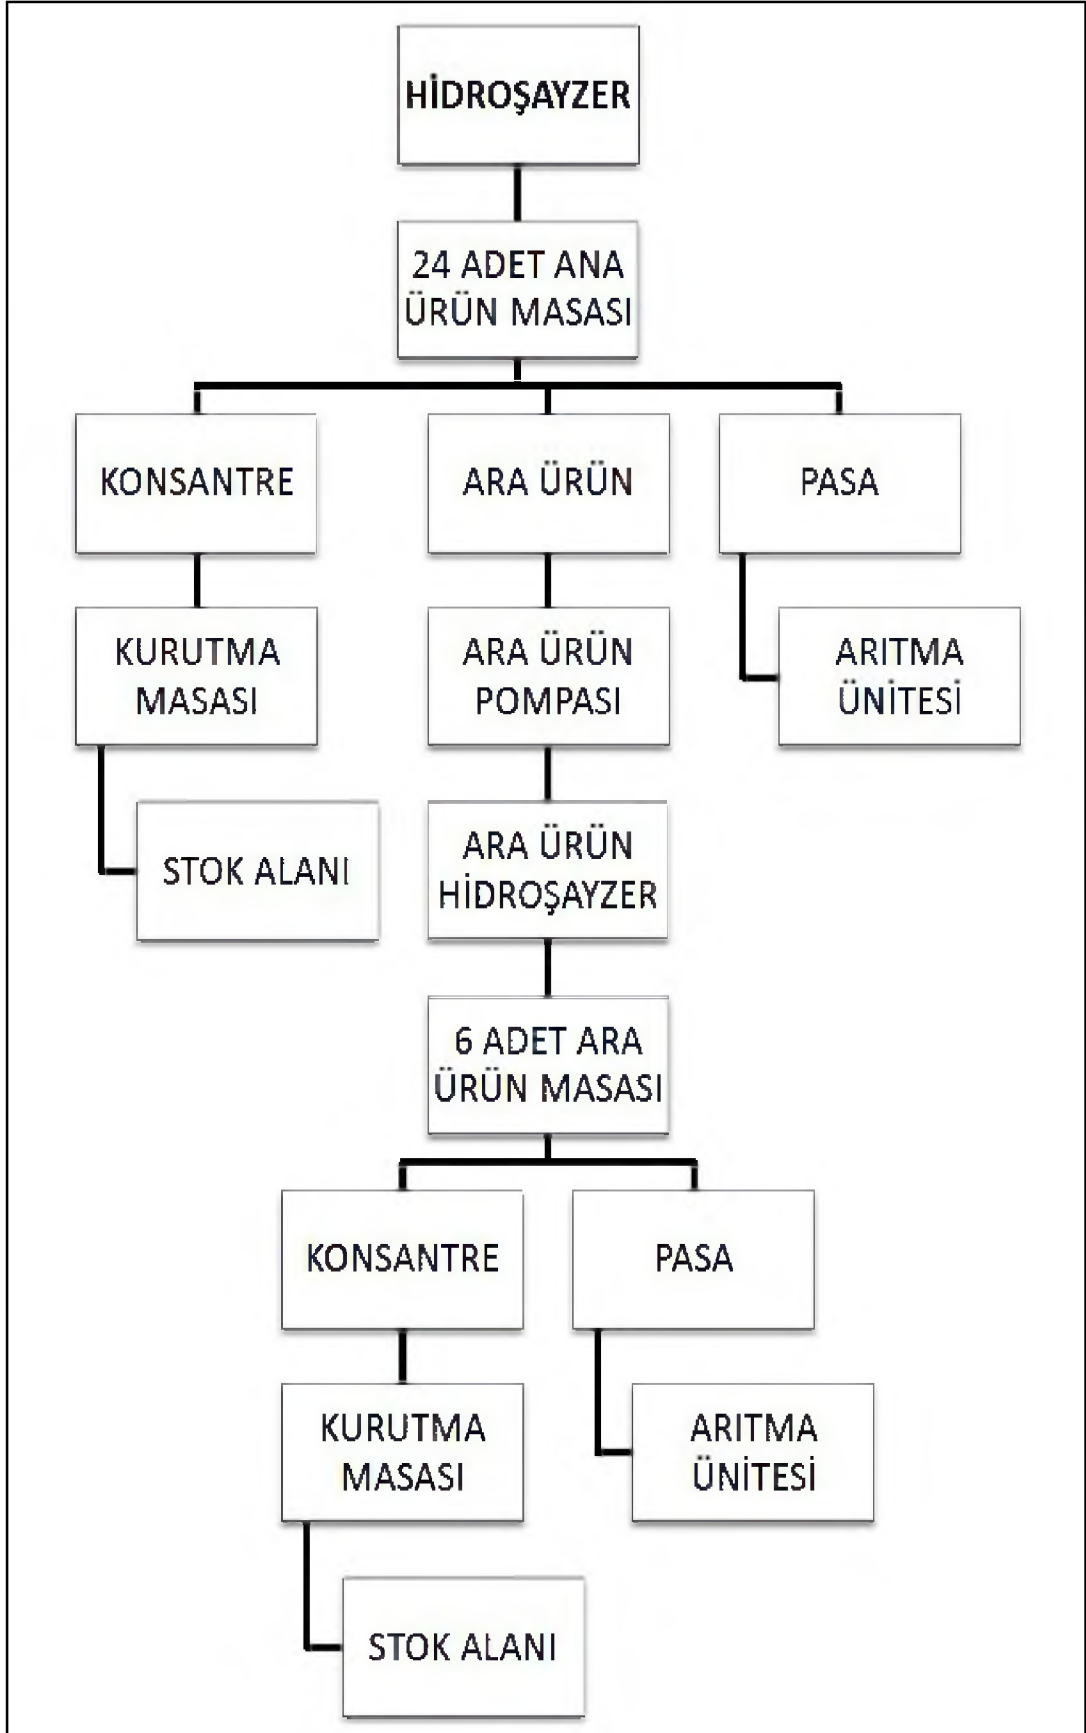 HİDROŞAYZER
24 ADET ANA
ÜRÜN MASASI
KONSANTRE
ARA ÜRÜN
PASA
KURUTMA
MASASI
ARA ÜRÜN
POMPASI
ARITMA
ÜNİTESİ
STOK ALANI
ARA ÜRÜN
HİDROŞAYZER
6 ADET ARA
ÜRÜN MASASI
KONSANTRE
PASA
KURUTMA
MASASI
ARITMA
ÜNİTESİ
STOK ALANI